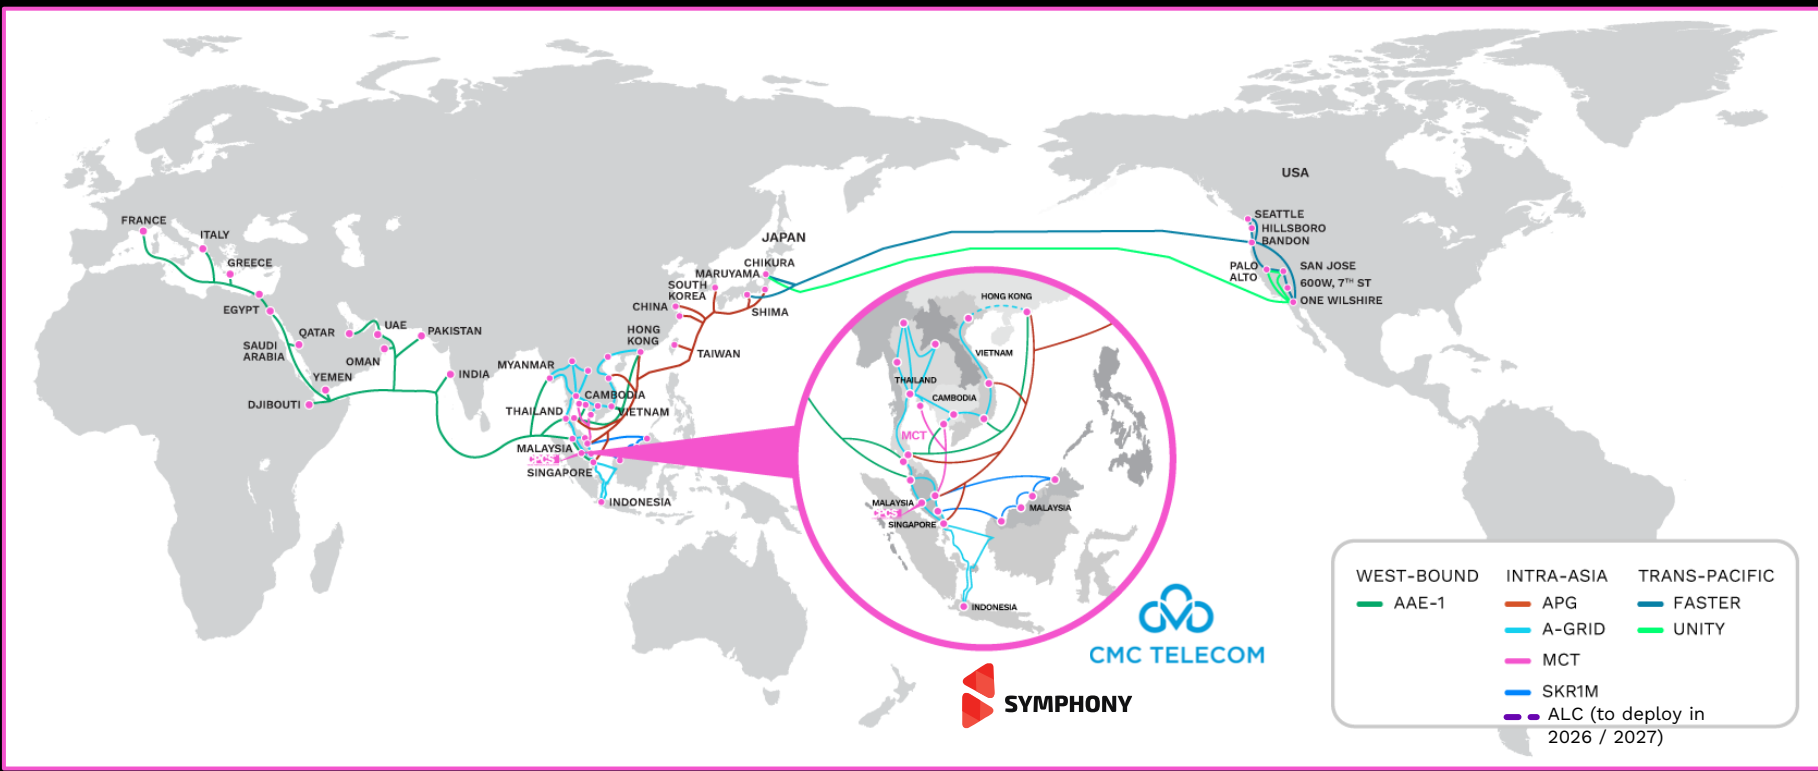 USA
SEATTLE
HILLSBORO
BANDON
PALO
ALTO
SAN JOSE
600W, 7TH ST
ONE WILSHIRE
FRANCE
ITALY
GREECE
EGYPT
QATAR
UAE
PAKISTAN
SAUDI
ARABIA
OMAN
YEMEN
INDIA
DJIBOUTI
JAPAN
CHIKURA
MARUYAMA
SOUTH
KOREA
CHINA
SHIMA
HONG
KONG
TAIWAN
MYANMAR
CAMBODIA
THAILAND
VIETNAM
MALAYSIA
SINGAPORE
INDONESIA
HONG KONG
VIETNAM
THAILAND
CAMBODIA
MCT
MALAYSIA
SINGAPORE
MALAYSIA
INDONESIA
CMC TELECOM
SYMPHONY
WEST-BOUND
AAE-1
INTRA-ASIA
APG
A-GRID
MCT
SKR1M
ALC (to deploy in
2026 / 2027)
TRANS-PACIFIC
FASTER
UNITY